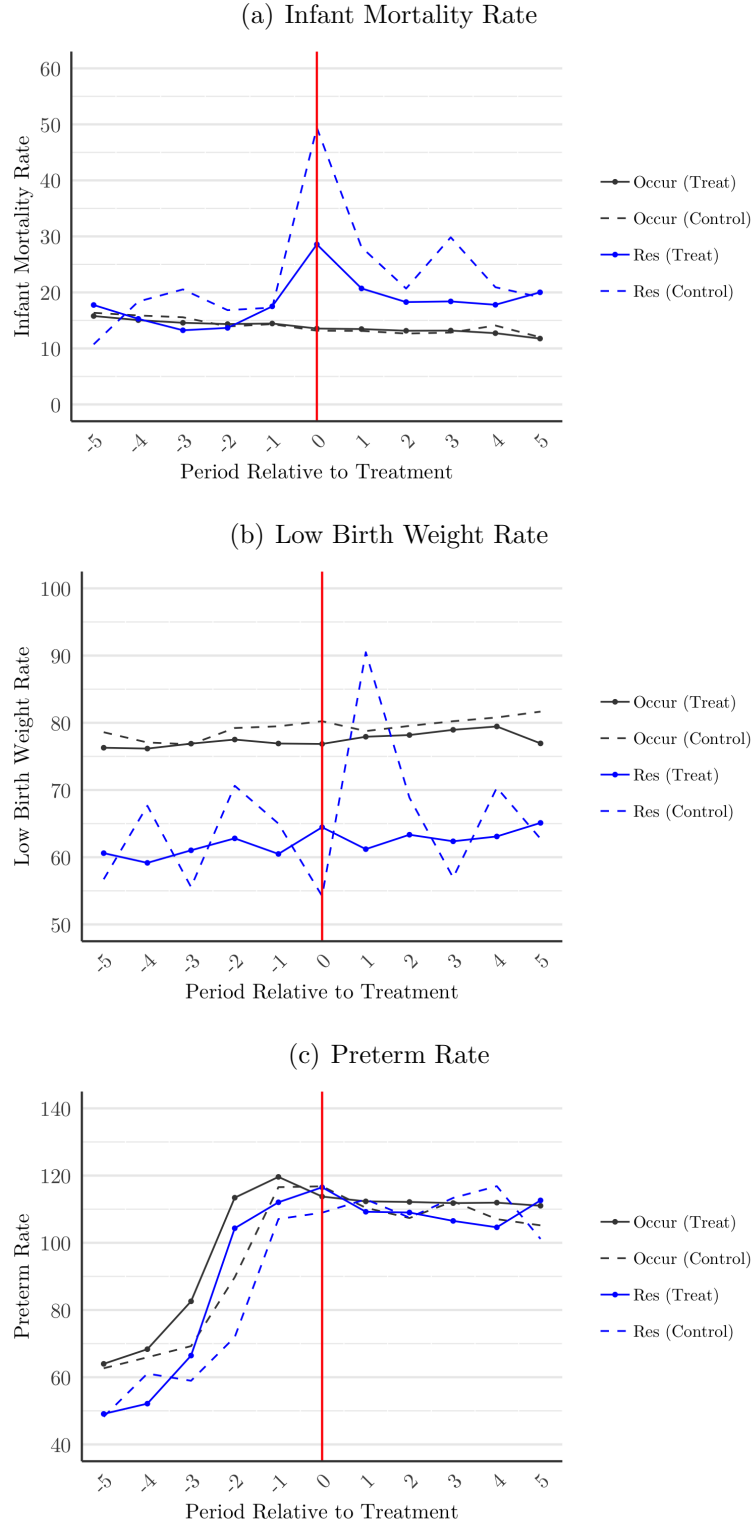 (a) Infant Mortality Rate
Infant Mortality Rate
60
50
40
30
20
10
0
-5 -4 -3 -2 -1 0 1 2 3 4 5
Period Relative to Treatment
Occur (Treat)
Occur (Control)
Res (Treat)
Res (Control)
(b) Low Birth Weight Rate
Low Birth Weight Rate
100
90
80
70
60
50
-5 -4 -3 -2 -1 0 1 2 3 4 5
Period Relative to Treatment
Occur (Treat)
Occur (Control)
Res (Treat)
Res (Control)
(c) Preterm Rate
Preterm Rate
140
120
100
80
60
40
-5 -4 -3 -2 -1 0 1 2 3 4 5
Period Relative to Treatment
Occur (Treat)
Occur (Control)
Res (Treat)
Res (Control)